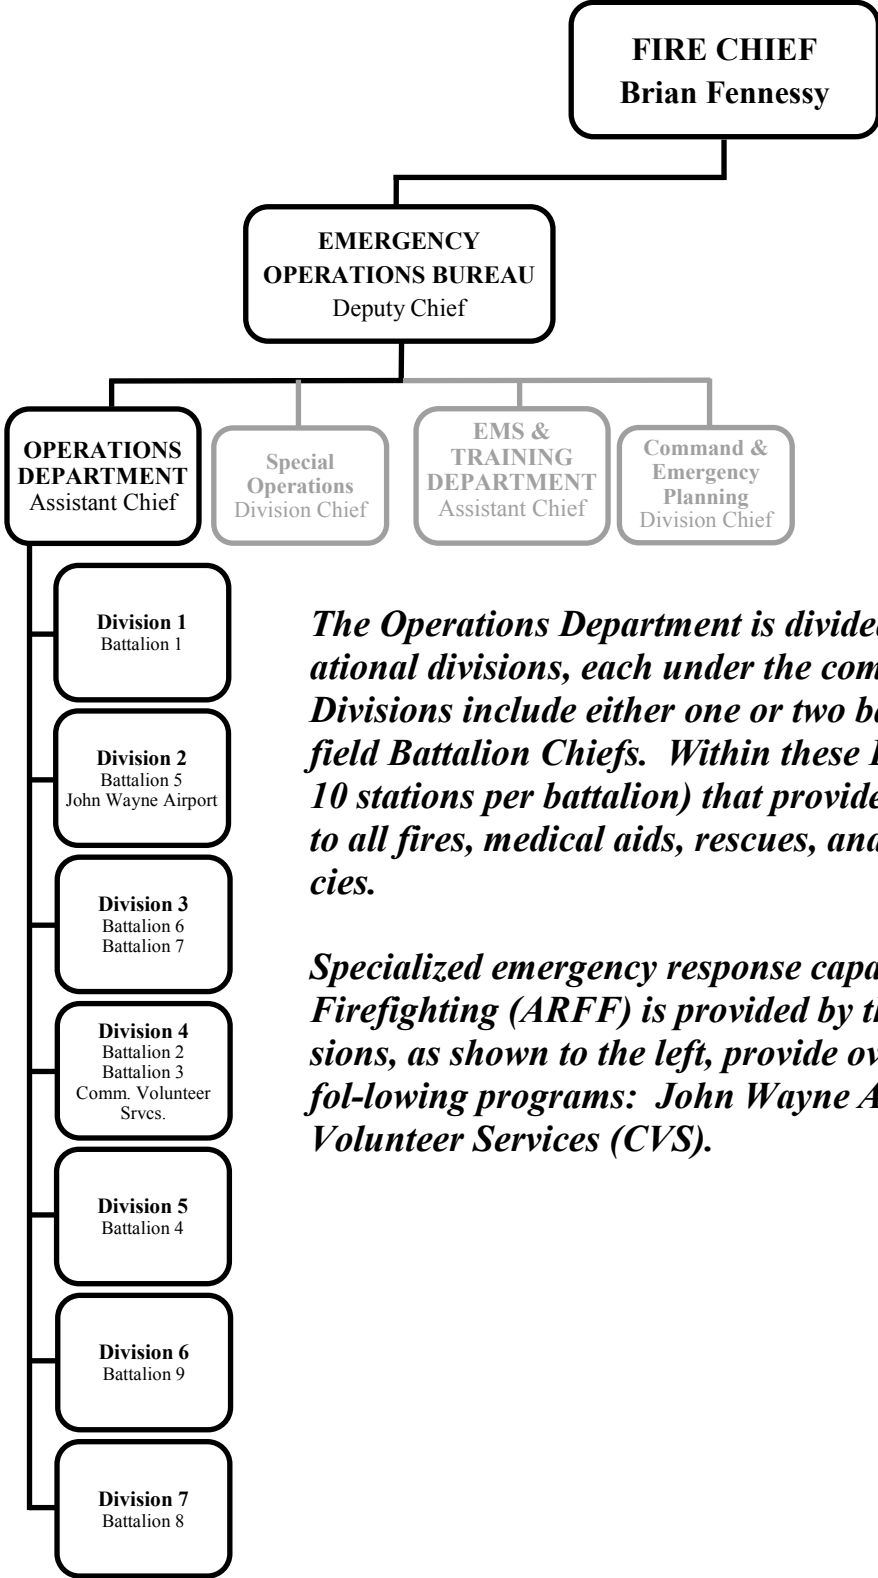 FIRE CHIEF
Brian Fennessy
EMERGENCY
OPERATIONS BUREAU
Deputy Chief
OPERATIONS
DEPARTMENT
Assistant Chief
Special
Operations
Division Chief
EMS &
TRAINING
DEPARTMENT
Assistant Chief
Command &
Emergency
Planning
Division Chief
Division 1
Battalion 1
Division 2
Battalion 5
John Wayne Airport
Division 3
Battalion 6
Battalion 7
Division 4
Battalion 2
Battalion 3
Comm. Volunteer
Srvcs.
Division 5
Battalion 4
Division 6
Battalion 9
Division 7
Battalion 8
The Operations Department is divided
ational divisions, each under the com
Divisions include either one or two b
field Battalion Chiefs. Within these
10 stations per battalion) that provide
to all fires, medical aids, rescues, and
cies.
Specialized emergency response capa
Firefighting (ARFF) is provided by th
sions, as shown to the left, provide ov
fol-lowing programs: John Wayne A
Volunteer Services (CVS).